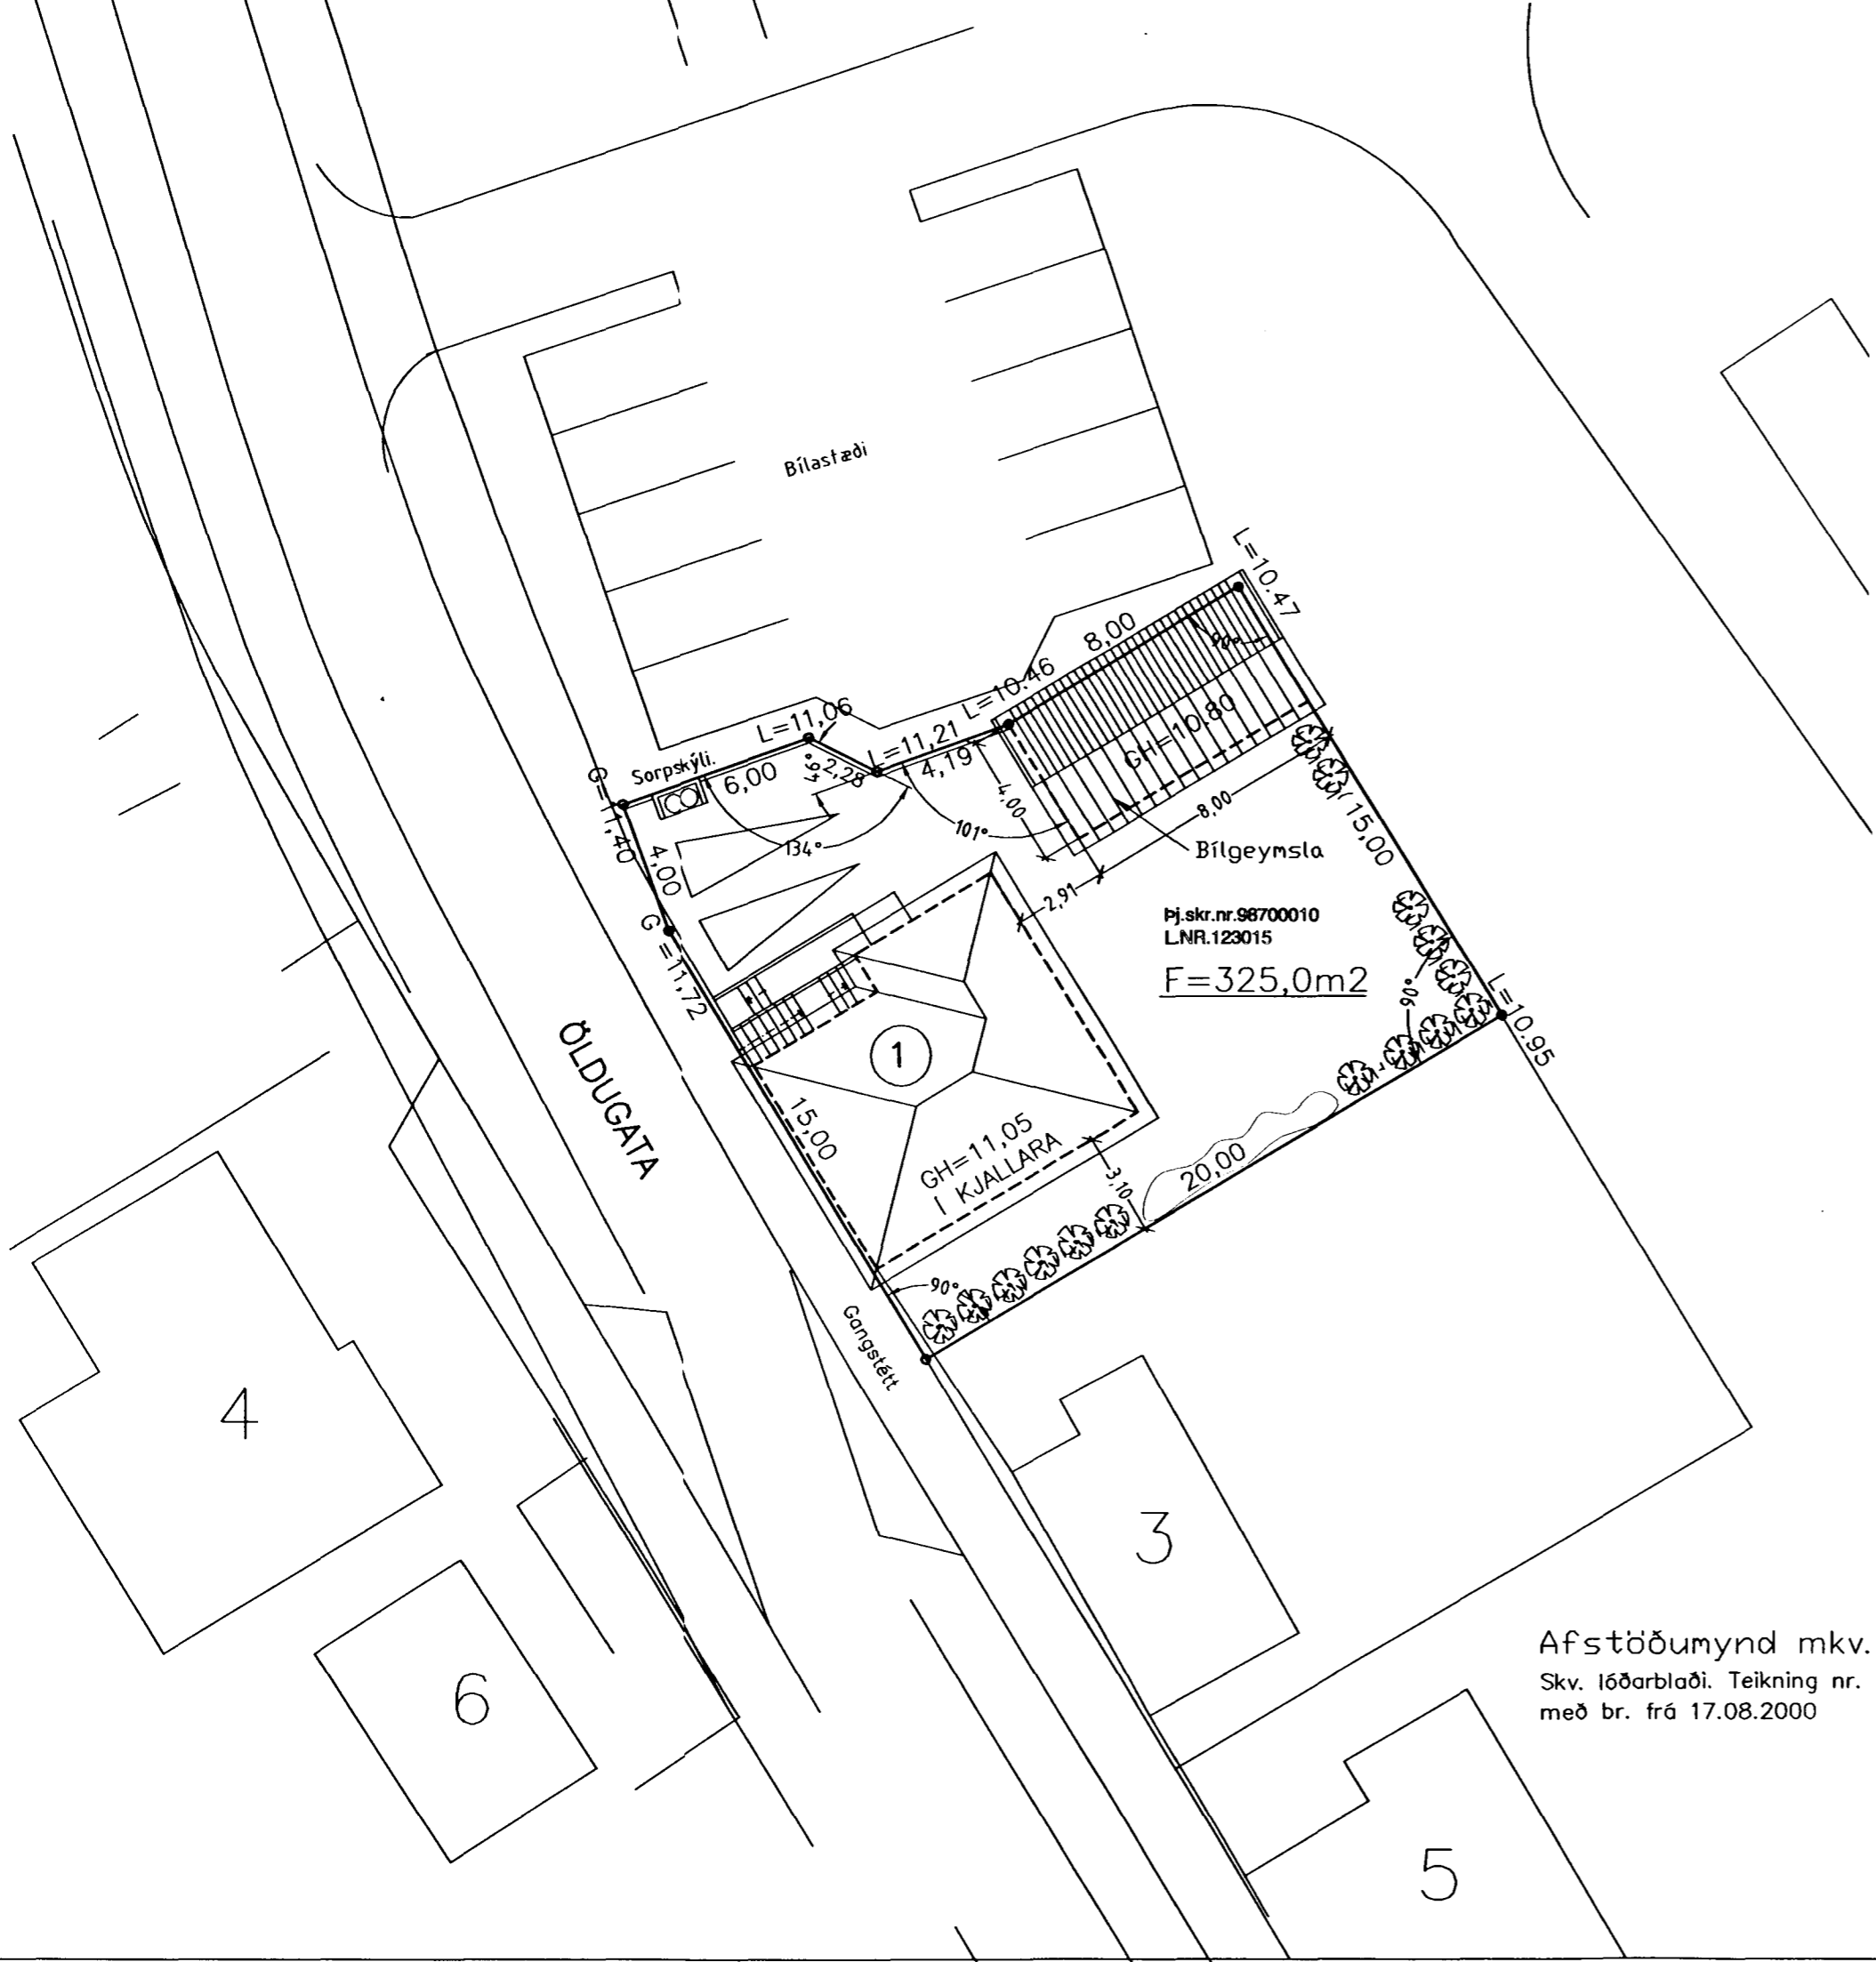 Bílastæði
L=10.47
8,00
90°
L=10.46
GH=10.80
L=11,06
L=11,21
Sorpskýli.
6,00
2,28
4,19
4,00
8,00
101°
134°
Bílgeymsla
15,00
4,00
G =11,72
2,91
Þj.skr.nr.98700010
L.NR.123015
F=325,0m2
90°
L=10.95
ÖLDUGATA
1
15,00
GH=11,05
Í KJALLARA
3,10
20,00
90°
Gangstétt
4
3
6
5
Afstöðumynd mkv.
Skv. lóðarblaði. Teikning nr.
með br. frá 17.08.2000